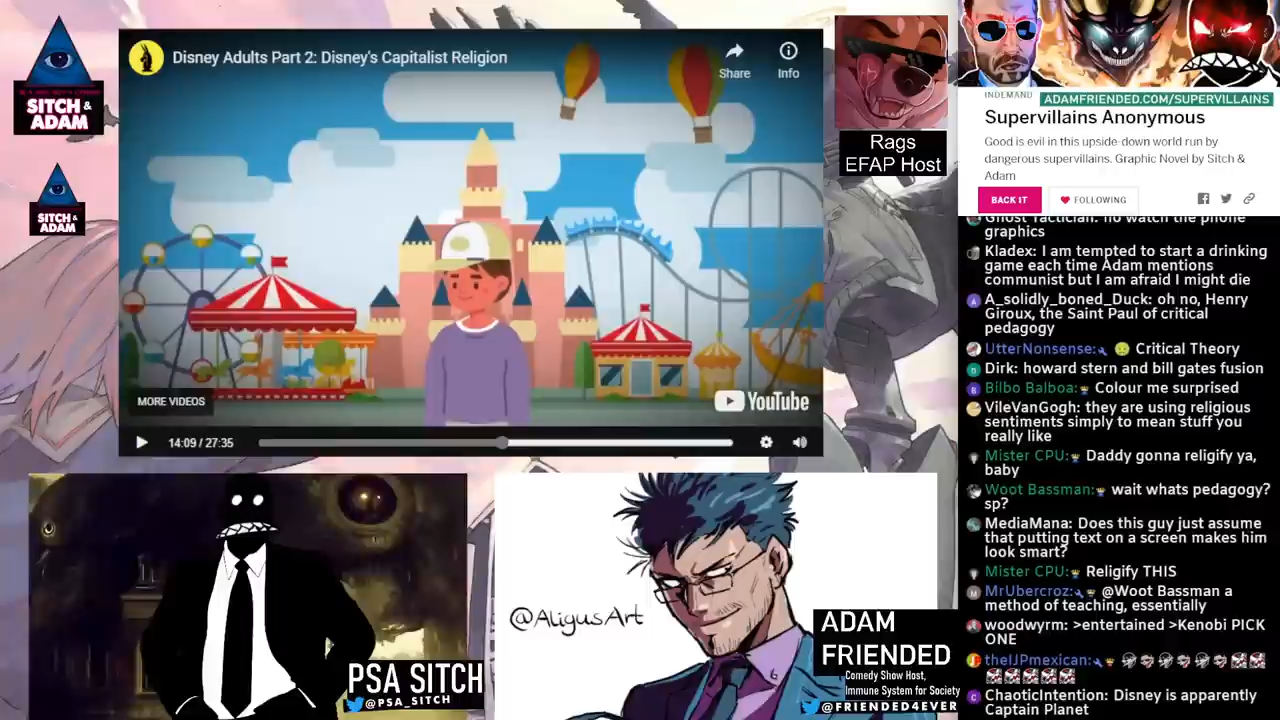 SITCH &
ADAM
SITCH &
ADAM
Disney Adults Part 2: Disney's Capitalist Religion
Share
Info
MORE VIDEOS
YouTube
14:09 / 27:35
Rags
EFAP Host
@AligusArt
PSA SITCH
@PSA_SITCH
ADAM
FRIENDED
Comedy Show Host,
Immune System for Society
@FRIENDED4EVER
INDEMAND
ADAMFRIENDED.COM/SUPERVILLAINS
Supervillains Anonymous
Good is evil in this upside-down world run by
dangerous supervillains. Graphic Novel by Sitch &
Adam
BACK IT
FOLLOWING
Ghost Tactician: no watch the phone
graphics
Kladex: I am tempted to start a drinking
game each time Adam mentions
communist but I am afraid I might die
A_solidly_boned_Duck: oh no, Henry
Giroux, the Saint Paul of critical
pedagogy
UtterNonsense: Critical Theory
Dirk: howard stern and bill gates fusion
Bilbo Balboa: Colour me surprised
VileVanGogh: they are using religious
sentiments simply to mean stuff you
really like
Mister CPU: Daddy gonna religify ya,
baby
Woot Bassman: wait whats pedagogy?
sp?
MediaMana: Does this guy just assume
that putting text on a screen makes him
look smart?
Mister CPU: Religify THIS
MrUbercroz: @Woot Bassman a
method of teaching, essentially
woodwyrm: >entertained >Kenobi PICK
ONE
theIJPmexican:
ChaoticIntention: Disney is apparently
Captain Planet